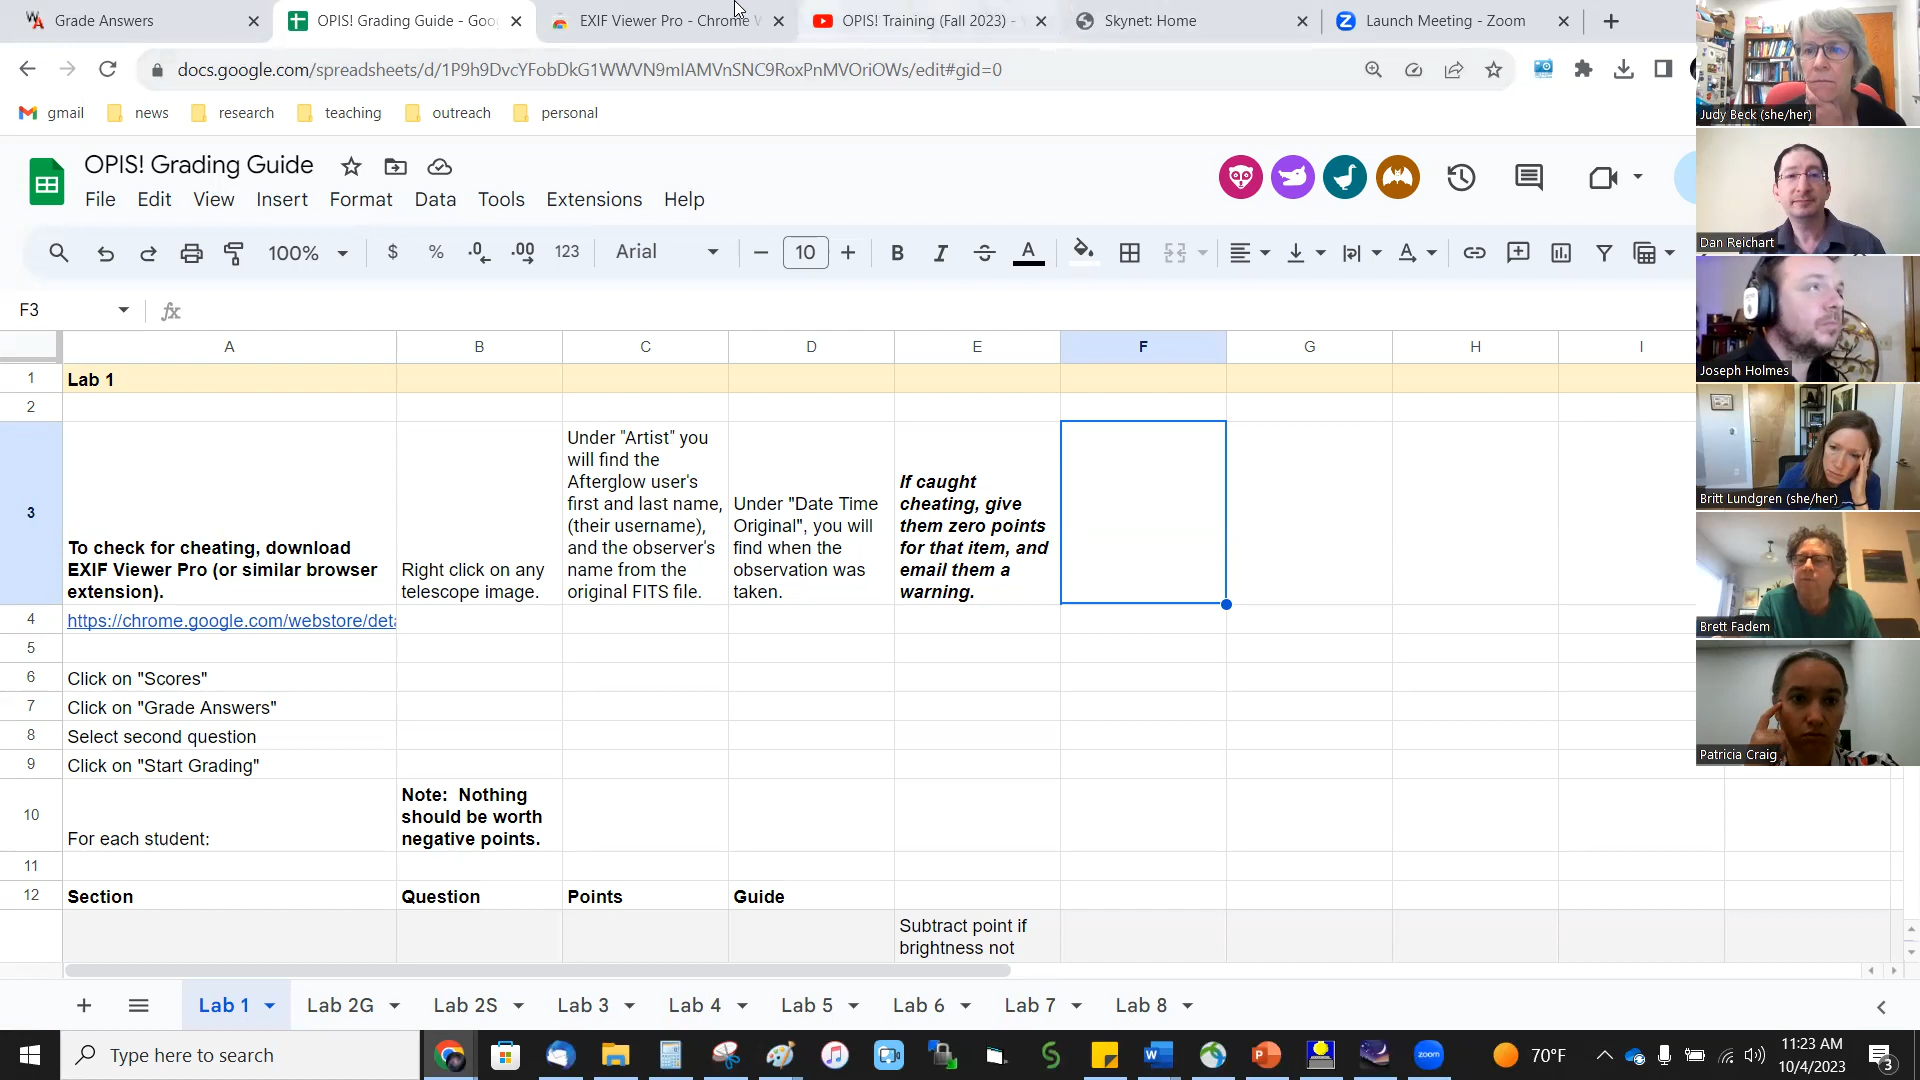 Grade Answers
OPIS! Grading Guide - Goo
EXIF Viewer Pro - Chrome W
OPIS! Training (Fall 2023) -
Skynet: Home
Launch Meeting - Zoom
docs.google.com/spreadsheets/d/1P9h9DvcYFobDkG1WWVN9mIAMVnSNC9RoxPnMVOriOWs/edit#gid=0
gmail news research teaching outreach personal
OPIS! Grading Guide
File Edit View Insert Format Data Tools Extensions Help
100% $ % .0 .00 123 Arial 10 B I S A
F3 fx
A B C D E F G H I
1 Lab 1
2
3
To check for cheating, download
EXIF Viewer Pro (or similar browser
extension).
Right click on any
telescope image.
Under "Artist" you
will find the
Afterglow user's
first and last name,
(their username),
and the observer's
name from the
original FITS file.
Under "Date Time
Original", you will
find when the
observation was
taken.
If caught
cheating, give
them zero points
for that item, and
email them a
warning.
4 https://chrome.google.com/webstore/deta
5
6 Click on "Scores"
7 Click on "Grade Answers"
8 Select second question
9 Click on "Start Grading"
10 For each student:
Note: Nothing
should be worth
negative points.
11
12 Section Question Points Guide
Subtract point if
brightness not
Lab 1 Lab 2G Lab 2S Lab 3 Lab 4 Lab 5 Lab 6 Lab 7 Lab 8
Type here to search
zoom
70°F
11:23 AM
10/4/2023
3
Judy Beck (she/her)
Dan Reichart
Joseph Holmes
Britt Lundgren (she/her)
Brett Fadem
Patricia Craig